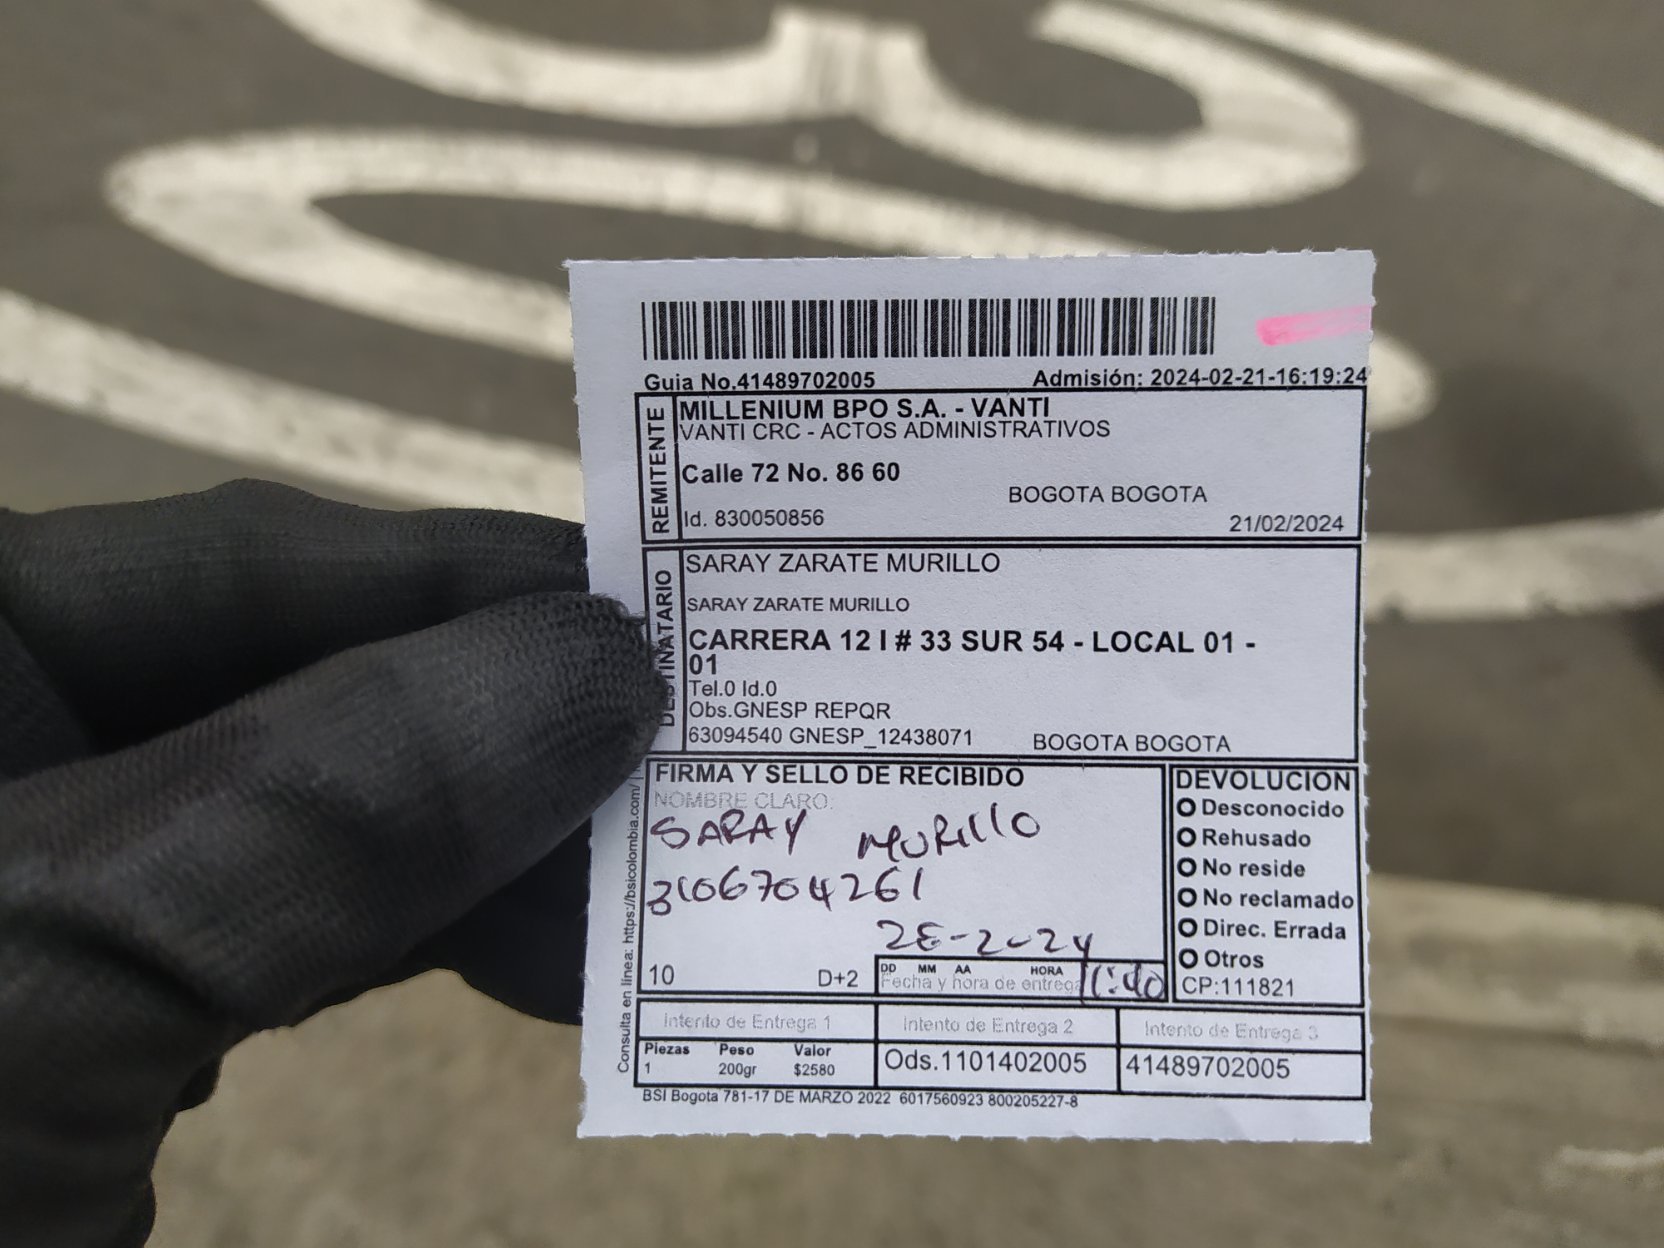 Guia No.41489702005 Admisión: 2024-02-21-16:19:24
REMITENTE
MILLENIUM BPO S.A. - VANTI
VANTI CRC - ACTOS ADMINISTRATIVOS
Calle 72 No. 86 60
BOGOTA BOGOTA
Id. 830050856
21/02/2024
DESTINATARIO
SARAY ZARATE MURILLO
SARAY ZARATE MURILLO
CARRERA 12 I # 33 SUR 54 - LOCAL 01 -
01
Tel.0 Id.0
Obs.GNESP REPQR
63094540 GNESP_12438071 BOGOTA BOGOTA
FIRMA Y SELLO DE RECIBIDO
NOMBRE CLARO:
SARAY MURILLO
3106704261
2-2024
10 D+2
DD MM AA HORA
Fecha y hora de entrega
11:40
DEVOLUCION
Desconocido
Rehusado
No reside
No reclamado
Direc. Errada
Otros
CP:111821
Consulta en linea: https://bsicolombia.com/
Intento de Entrega 1 Intento de Entrega 2 Intento de Entrega 3
Piezas Peso Valor
1 200gr $2580
Ods.1101402005 41489702005
BSI Bogota 781-17 DE MARZO 2022 6017560923 800205227-8